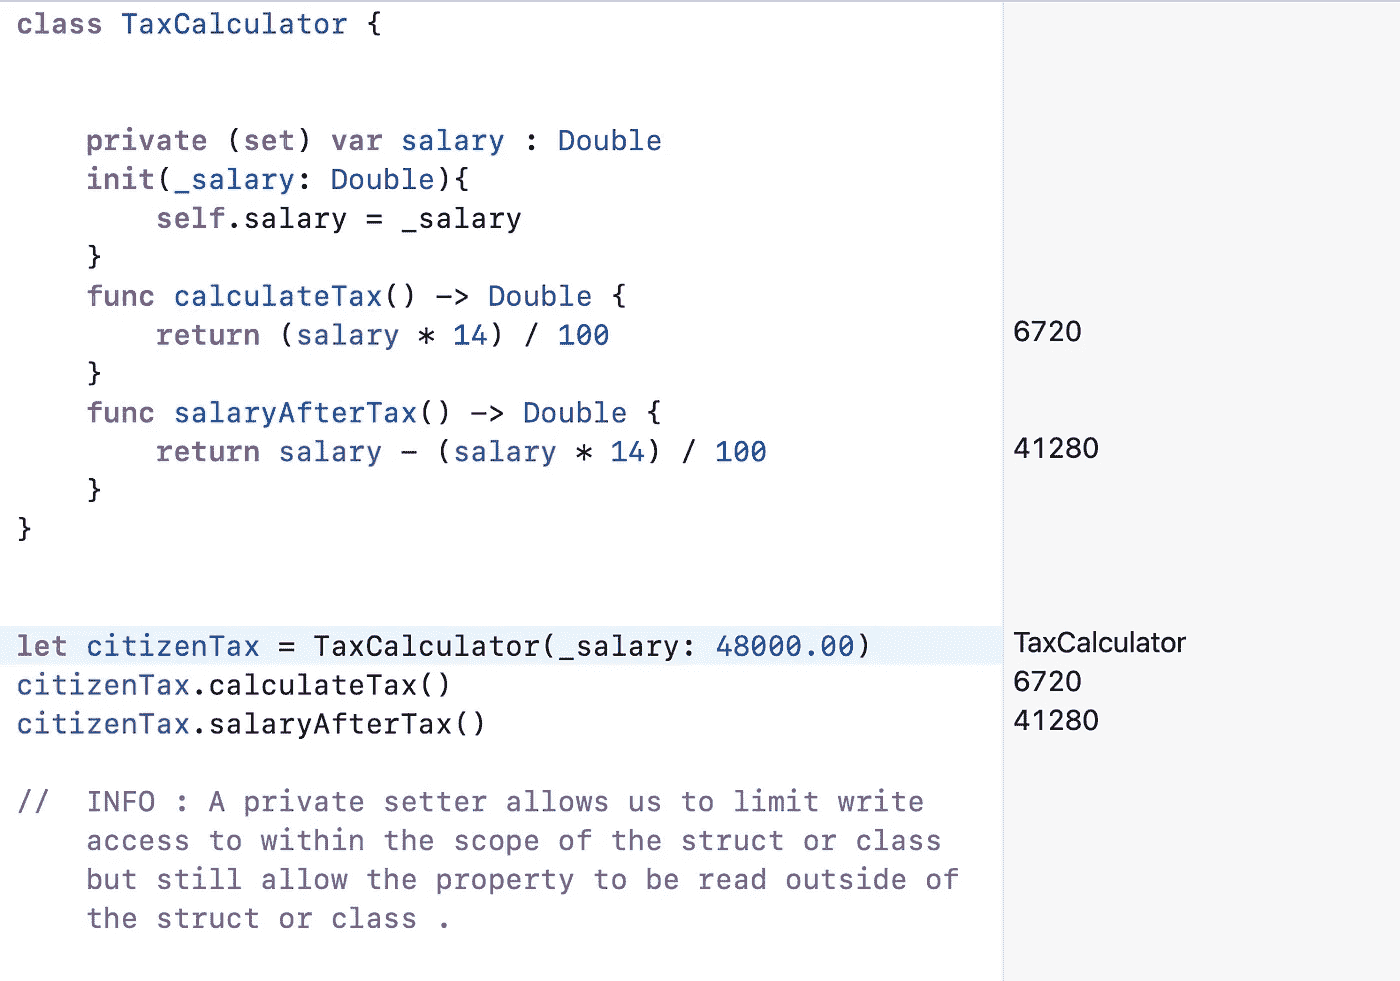 class TaxCalculator {
private (set) var salary : Double
init(_salary: Double){
self.salary = _salary
}
func calculateTax() -> Double {
return (salary * 14) / 100
6720
}
func salaryAfterTax() -> Double {
return salary - (salary * 14) / 100
41280
}
}
let citizenTax = TaxCalculator(_salary: 48000.00)
TaxCalculator
citizenTax.calculateTax()
6720
citizenTax.salaryAfterTax()
41280
// INFO : A private setter allows us to limit write
access to within the scope of the struct or class
but still allow the property to be read outside of
the struct or class .